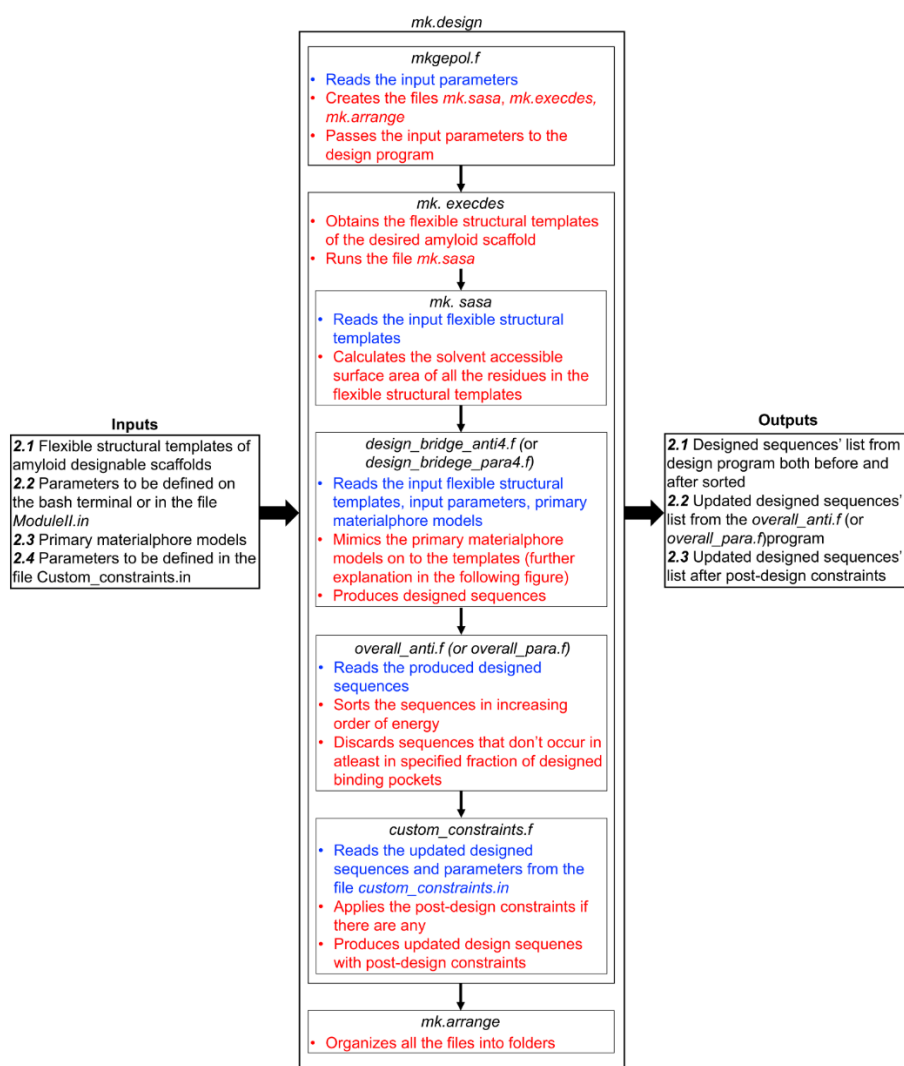 mk.design
mkgepol.f
• Reads the input parameters
• Creates the files mk.sasa, mk.execdes,
mk.arrange
• Passes the input parameters to the
design program
mk. execdes
• Obtains the flexible structural templates
of the desired amyloid scaffold
• Runs the file mk.sasa
mk. sasa
• Reads the input flexible structural
templates
• Calculates the solvent accessible
surface area of all the residues in the
flexible structural templates
Inputs
2.1 Flexible structural templates of
amyloid designable scaffolds
2.2 Parameters to be defined on
the bash terminal or in the file
ModuleII.in
2.3 Primary materialphore models
2.4 Parameters to be defined in the
file Custom_constraints.in
design_bridge_anti4.f (or
design_bridege_para4.f)
• Reads the input flexible structural
templates, input parameters, primary
materialphore models
• Mimics the primary materialphore
models on to the templates (further
explanation in the following figure)
• Produces designed sequences
Outputs
2.1 Designed sequences’ list from
design program both before and
after sorted
2.2 Updated designed sequences’
list from the overall_anti.f (or
overall_para.f)program
2.3 Updated designed sequences’
list after post-design constraints
overall_anti.f (or overall_para.f)
• Reads the produced designed
sequences
• Sorts the sequences in increasing
order of energy
• Discards sequences that don’t occur in
atleast in specified fraction of designed
binding pockets
custom_constraints.f
• Reads the updated designed
sequences and parameters from the
file custom_constraints.in
• Applies the post-design constraints if
there are any
• Produces updated design sequenes
with post-design constraints
mk.arrange
• Organizes all the files into folders